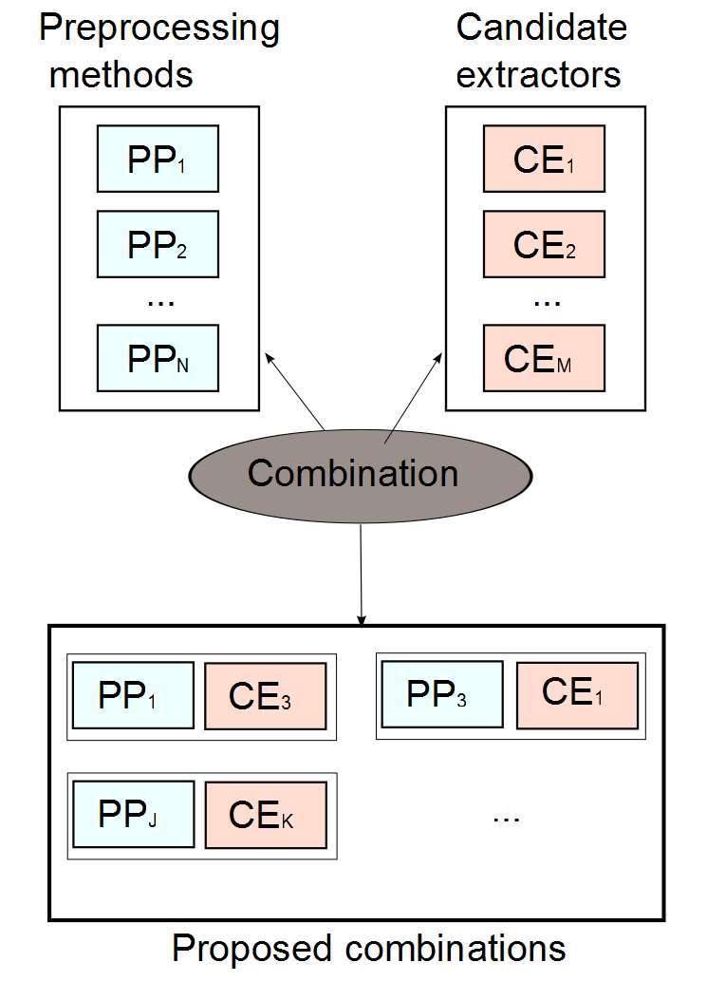 Preprocessing methods
Candidate extractors
PP1
PP2
...
PPN
CE1
CE2
...
CEM
Combination
PP1 CE3
PP3 CE1
PPJ CEK
...
Proposed combinations